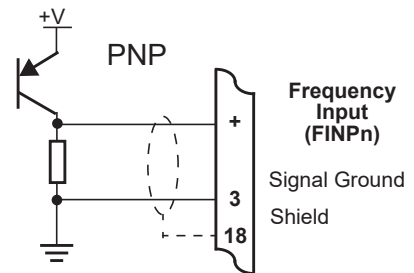 +V
PNP
+
Frequency
Input
(FINPn)
3
Signal Ground
Shield
18